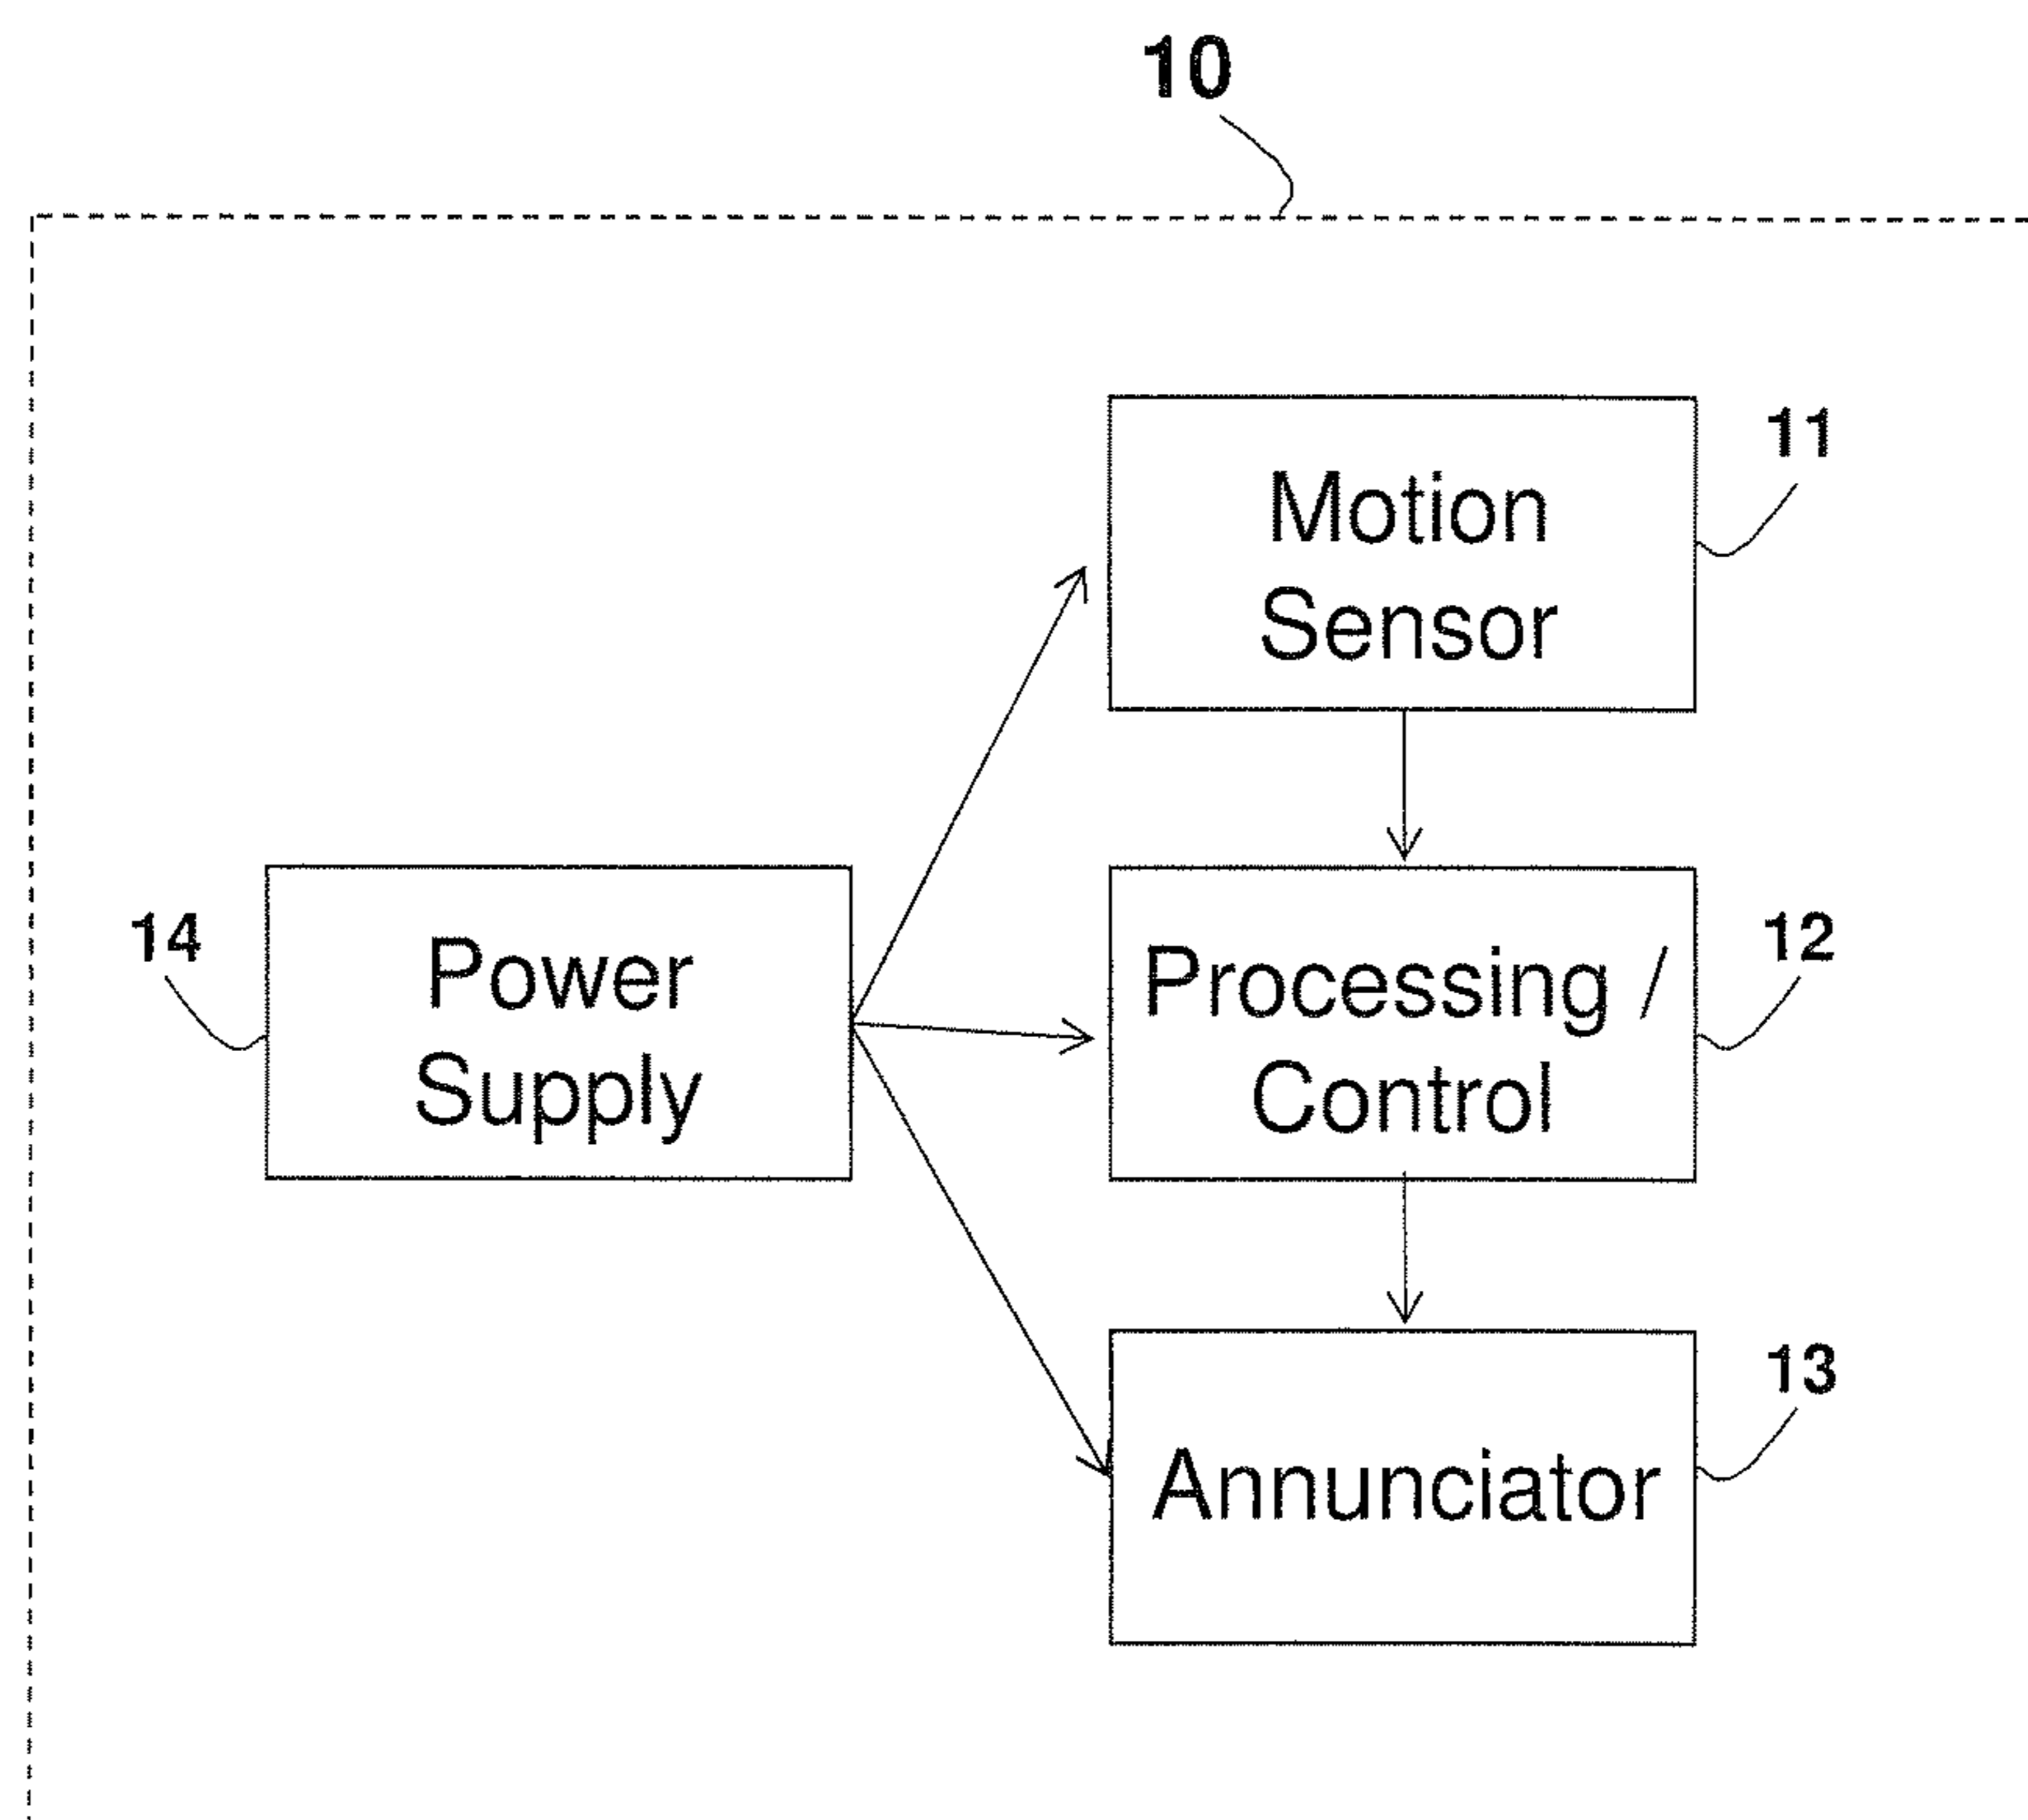 10
Motion
Sensor
11
Power
Supply
14
Processing /
Control
12
Annunciator
13